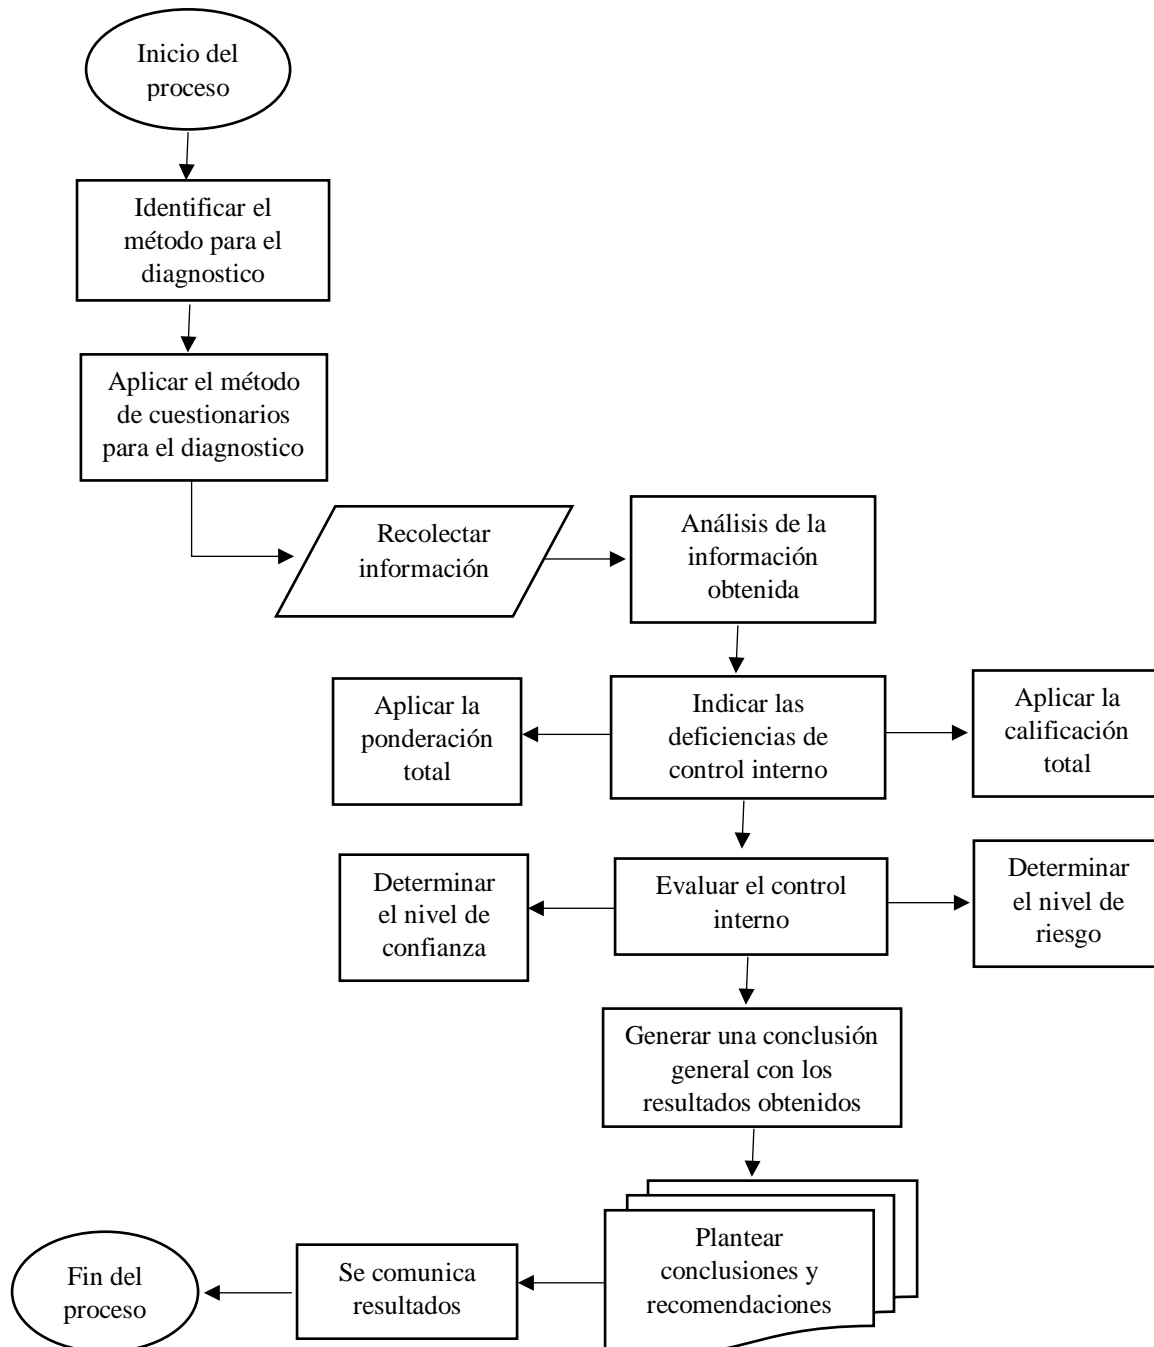 Inicio del
proceso
Identificar el
método para el
diagnostico
Aplicar el método
de cuestionarios
para el diagnostico
Recolectar
información
Análisis de la
información
obtenida
Aplicar la
ponderación
total
Indicar las
deficiencias de
control interno
Aplicar la
calificación
total
Determinar
el nivel de
confianza
Evaluar el control
interno
Determinar
el nivel de
riesgo
Generar una conclusión
general con los
resultados obtenidos
Plantear
conclusiones y
recomendaciones
Se comunica
resultados
Fin del
proceso